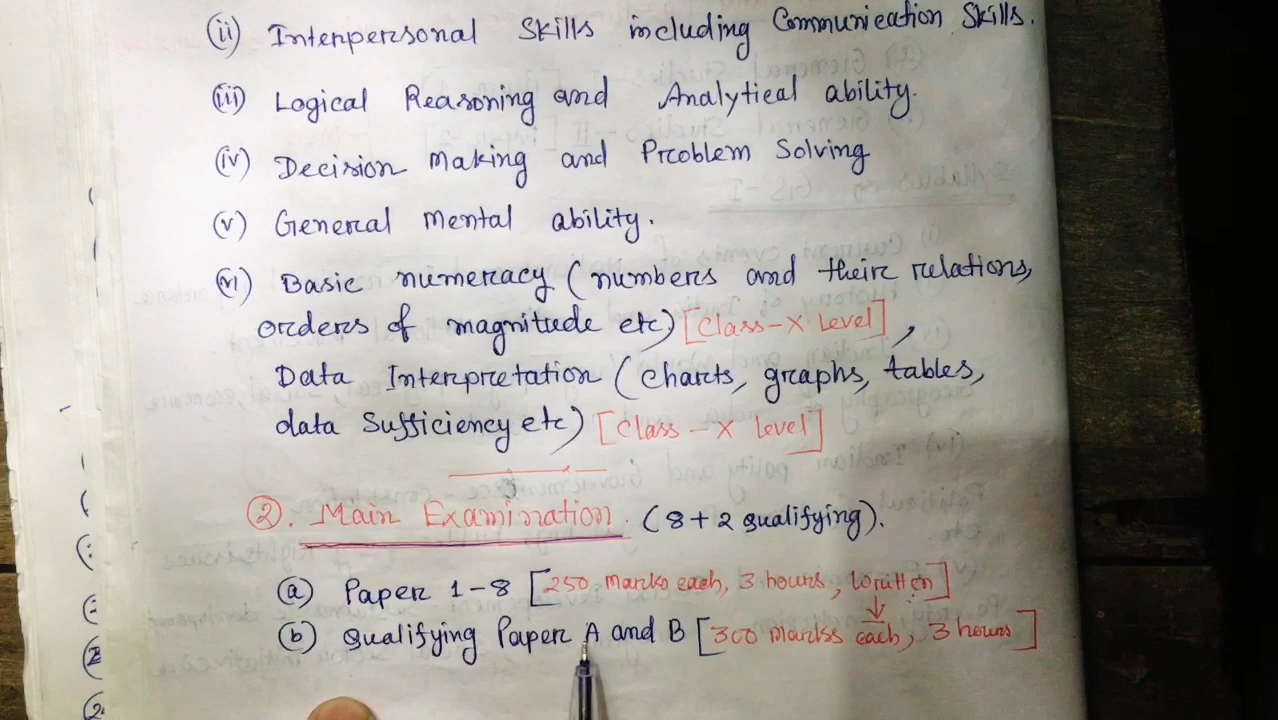 (ii) Interpersonal Skills including Communication Skills.
(iii) Logical Reasoning and Analytical ability.
(iv) Decision making and Problem Solving
(v) General mental ability.
(vi) Basic numeracy (numbers and their relations,
orders of magnitude etc) [Class-X Level] ,
Data Interpretation (charts, graphs, tables,
data Sufficiency etc) [Class-X Level]
②. Main Examination. (8+2 qualifying).
(a) Paper 1-8 [250 marks each, 3 hours, Written]
↓
(b) Qualifying Paper A and B [300 marks each, 3 hours]